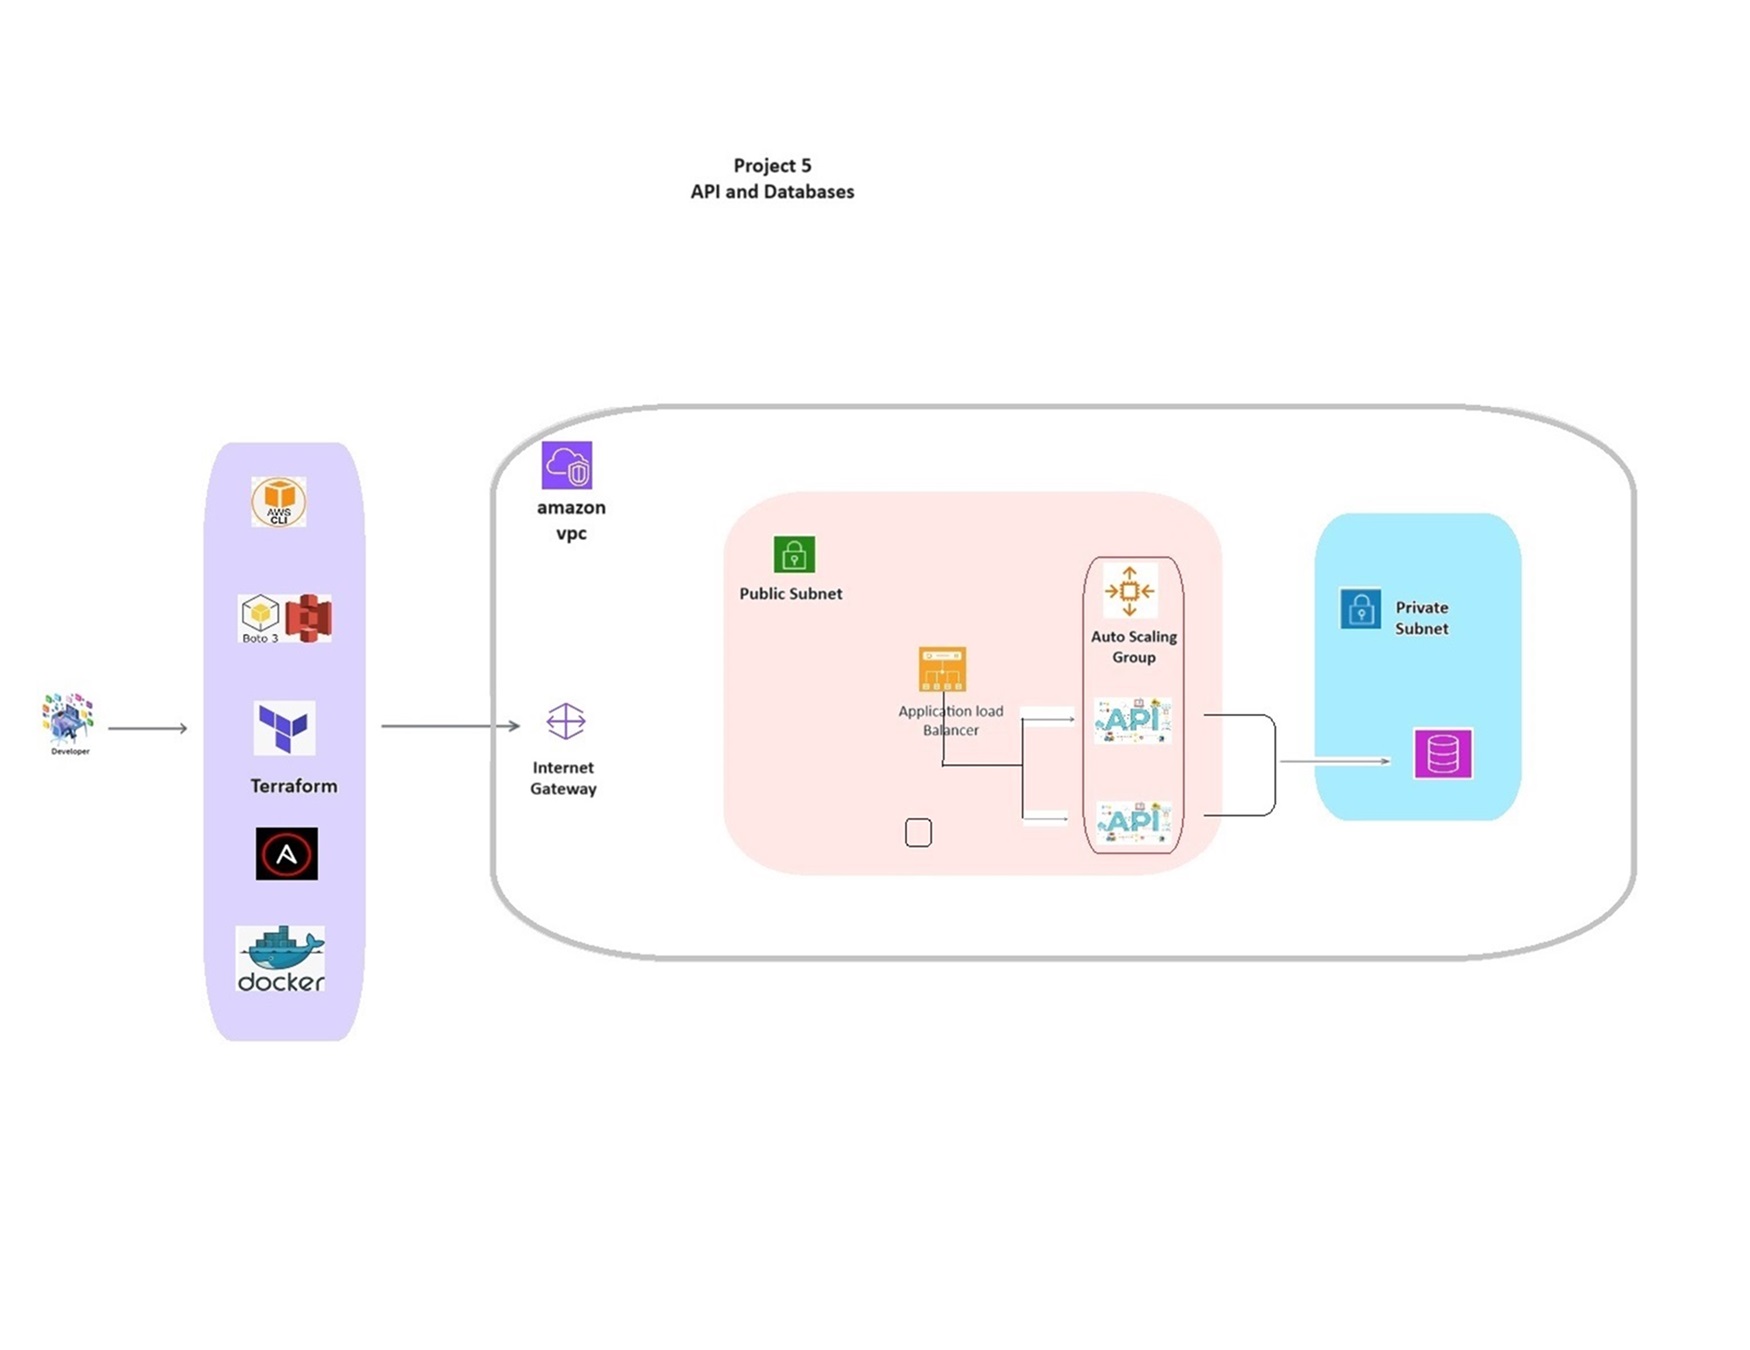 Project 5
API and Databases
AWS
CLI
amazon
vpc
Public Subnet
Boto 3
Private
Subnet
Auto Scaling
Group
Application load
Balancer
API
Developer
Internet
Gateway
Terraform
API
docker